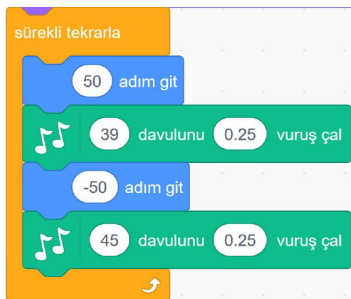 sürekli tekrarla
50 adım git
39 davulunu 0.25 vuruş çal
-50 adım git
45 davulunu 0.25 vuruş çal